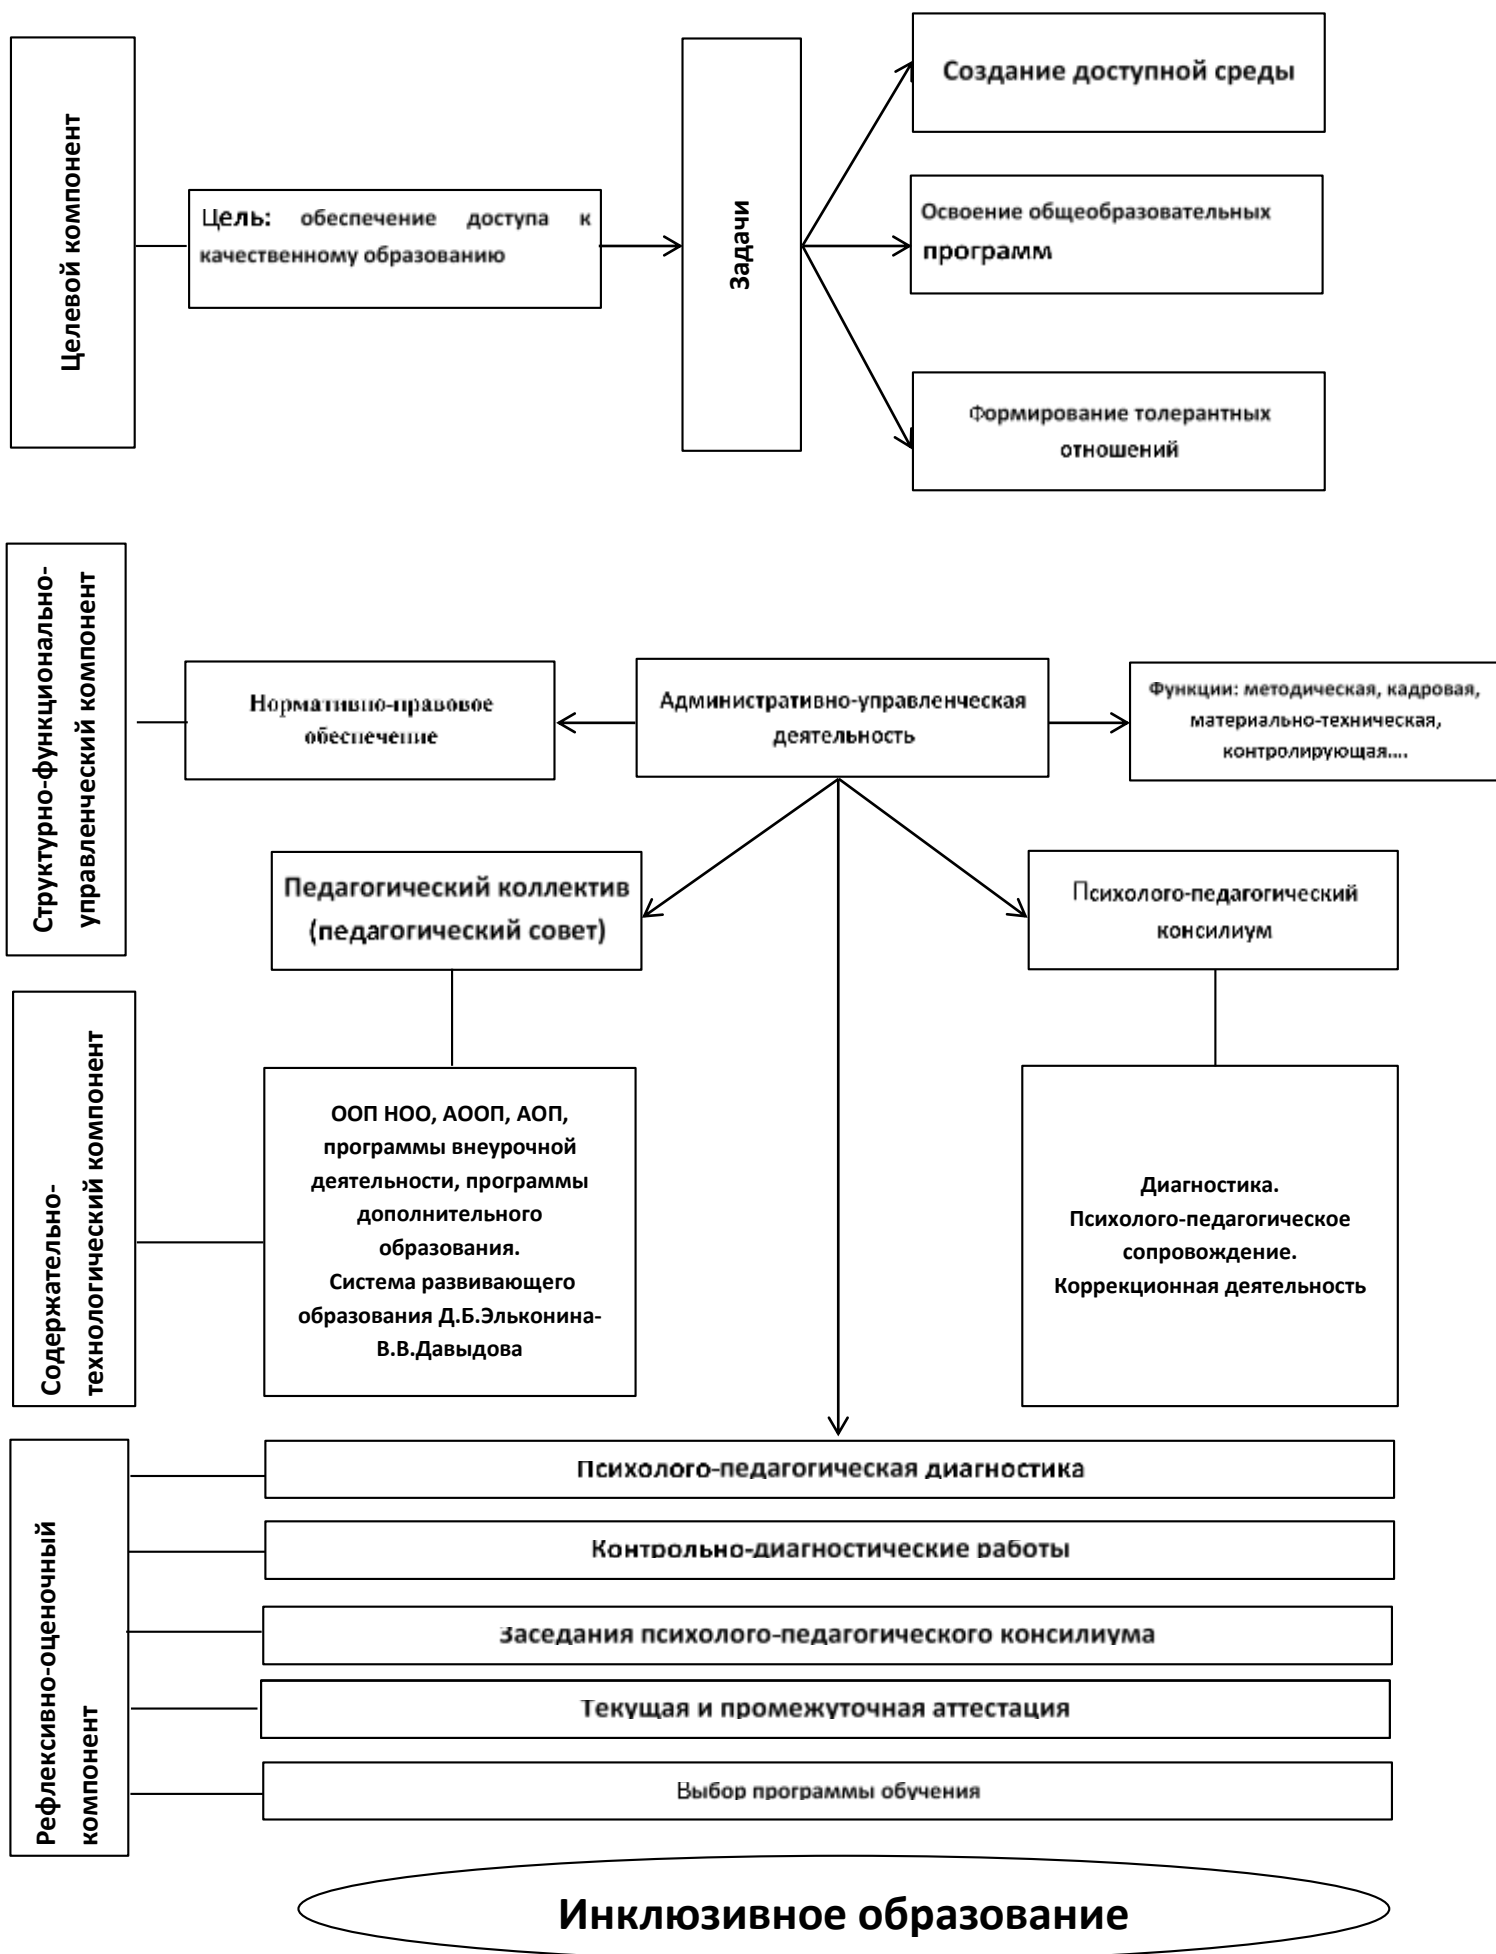 Целевой компонент
Цель: обеспечение доступа к
качественному образованию
Задачи
Создание доступной среды
Освоение общеобразовательных
программ
Формирование толерантных
отношений
Структурно-функционально-
управленческий компонент
Нормативно-правовое
обеспечение
Административно-управленческая
деятельность
Функции: методическая, кадровая,
материально-техническая,
контролирующая....
Педагогический коллектив
(педагогический совет)
Психолого-педагогический
консилиум
Содержательно-
технологический компонент
ООП НОО, АООП, АОП,
программы внеурочной
деятельности, программы
дополнительного
образования.
Система развивающего
образования Д.Б.Эльконина-
В.В.Давыдова
Диагностика.
Психолого-педагогическое
сопровождение.
Коррекционная деятельность
Рефлексивно-оценочный
компонент
Психолого-педагогическая диагностика
Контрольно-диагностические работы
Заседания психолого-педагогического консилиума
Текущая и промежуточная аттестация
Выбор программы обучения
Инклюзивное образование